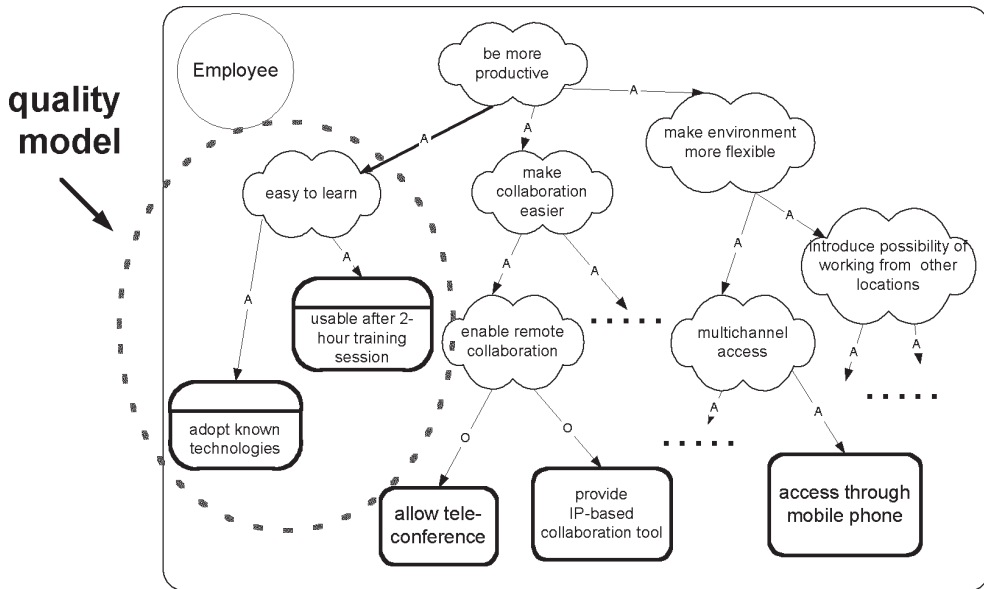 quality
model
Employee
be more
productive
A
A
A
make environment
more flexible
easy to learn
make
collaboration
easier
A
A
A
A
A
A
introduce possibility of
working from other
locations
usable after 2-
hour training
session
enable remote
collaboration
......
multichannel
access
A
A
......
adopt known
technologies
O
O
A
A
......
allow tele-
conference
provide
IP-based
collaboration tool
access through
mobile phone